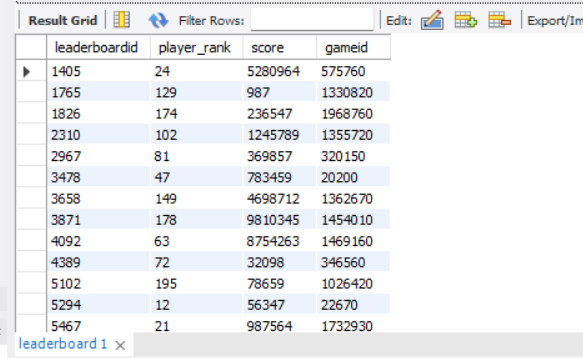 Result Grid Filter Rows: Edit: Export/Im
leaderboardid player_rank score gameid
1405 24 5280964 575760
1765 129 987 1330820
1826 174 236547 1968760
2310 102 1245789 1355720
2967 81 369857 320150
3478 47 783459 20200
3658 149 4698712 1362670
3871 178 9810345 1454010
4092 63 8754263 1469160
4389 72 32098 346560
5102 195 78659 1026420
5294 12 56347 22670
5467 21 987564 1732930
leaderboard 1